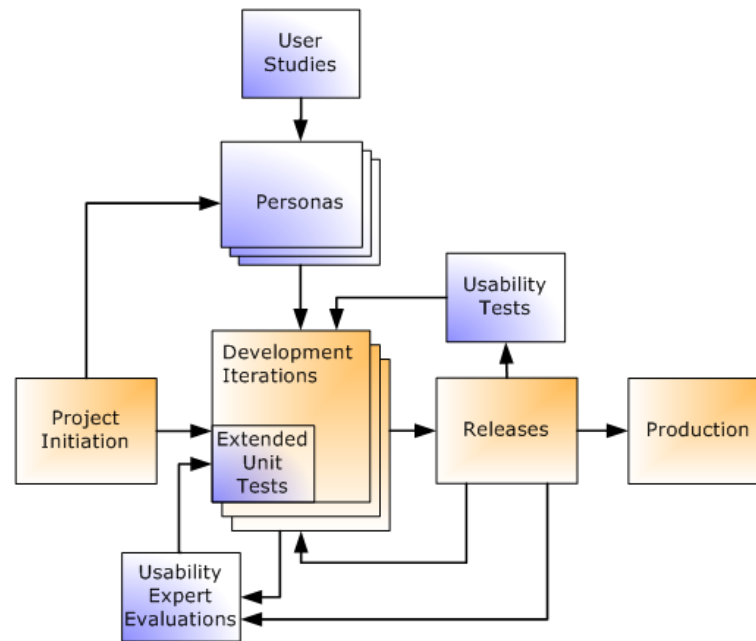 User
Studies
Personas
Usability
Tests
Development
Iterations
Project
Initiation
Extended
Unit
Tests
Releases
Production
Usability
Expert
Evaluations